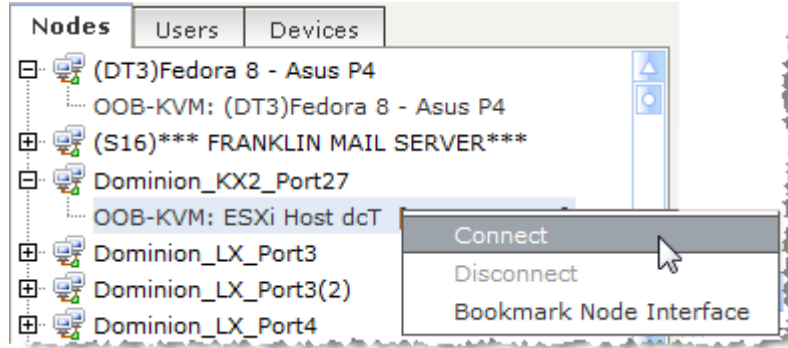 Nodes Users Devices
(DT3)Fedora 8 - Asus P4
OOB-KVM: (DT3)Fedora 8 - Asus P4
(S16)*** FRANKLIN MAIL SERVER***
Dominion_KX2_Port27
OOB-KVM: ESXi Host dcT
Connect
Dominion_LX_Port3
Disconnect
Dominion_LX_Port3(2)
Bookmark Node Interface
Dominion_LX_Port4